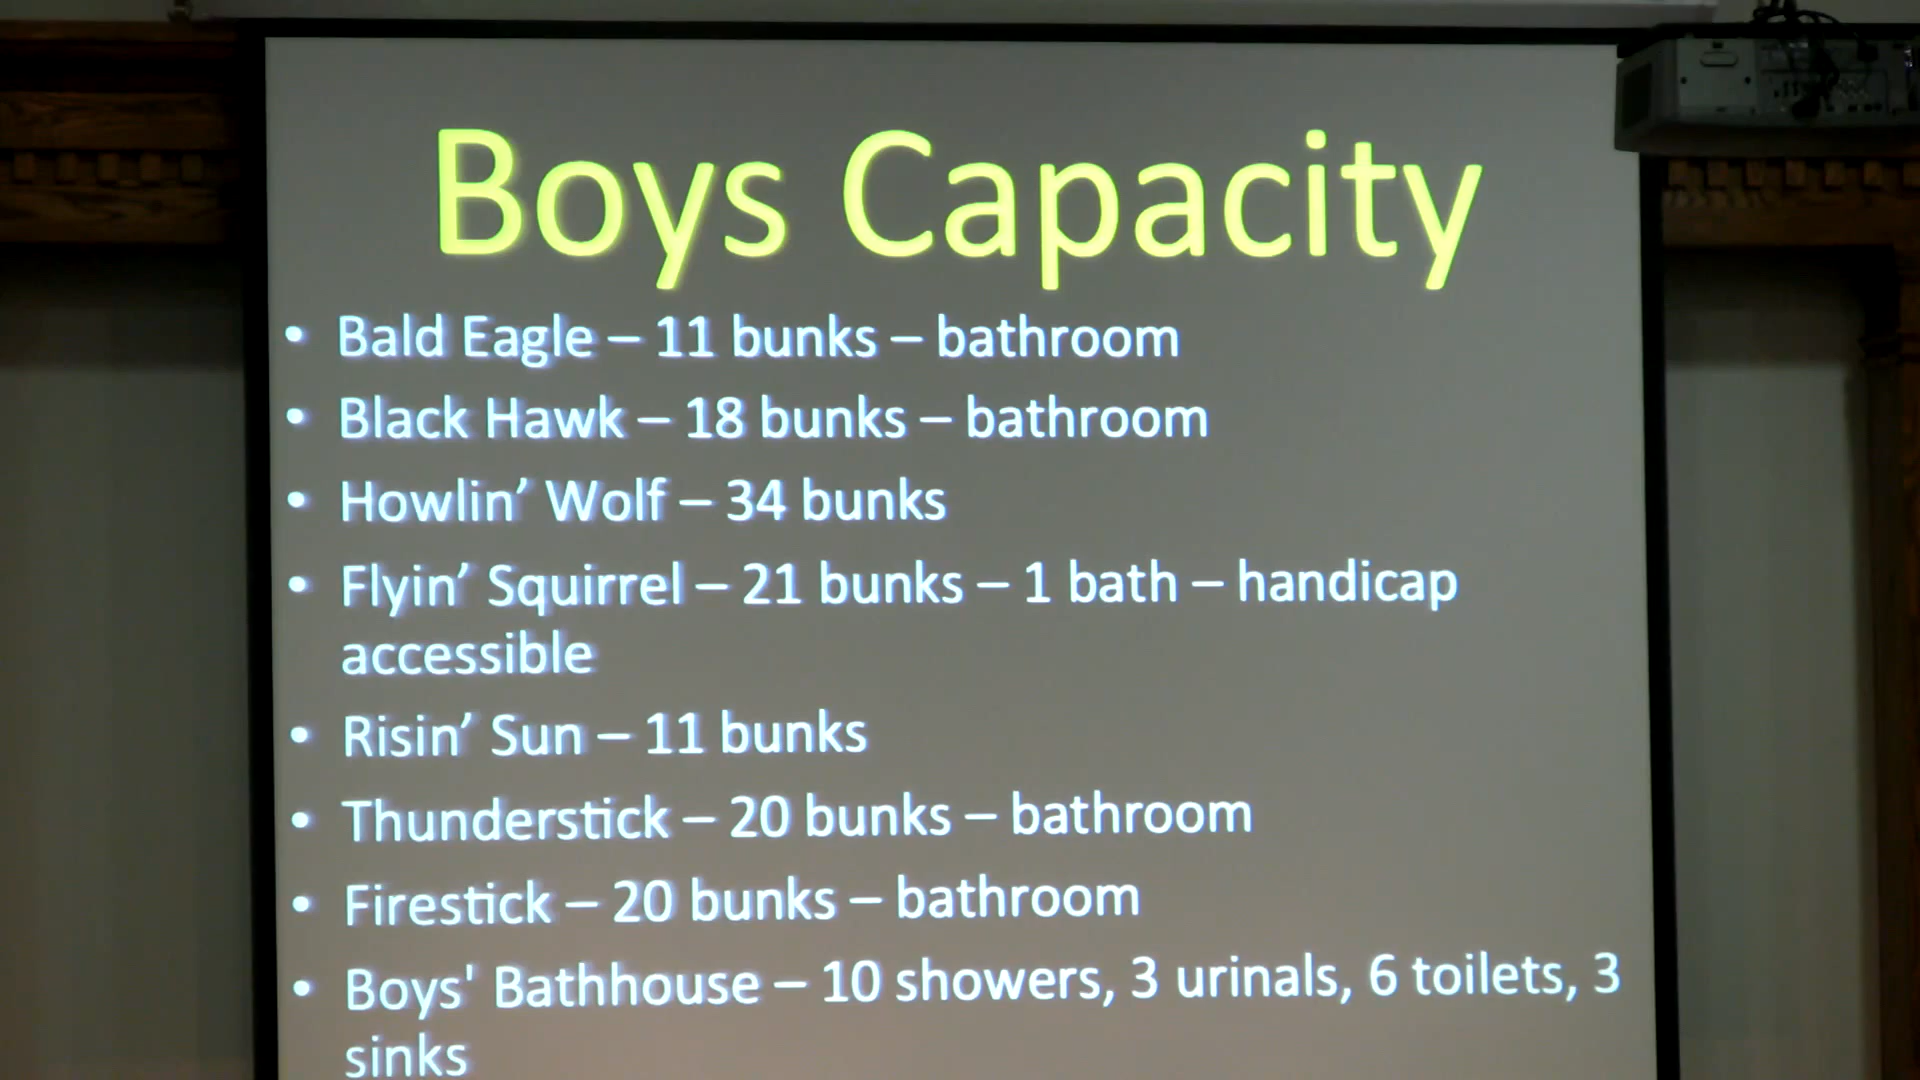 Boys Capacity
• Bald Eagle – 11 bunks – bathroom
• Black Hawk – 18 bunks – bathroom
• Howlin’ Wolf – 34 bunks
• Flyin’ Squirrel – 21 bunks – 1 bath – handicap
accessible
• Risin’ Sun – 11 bunks
• Thunderstick – 20 bunks – bathroom
• Firestick – 20 bunks – bathroom
• Boys' Bathhouse – 10 showers, 3 urinals, 6 toilets, 3
sinks